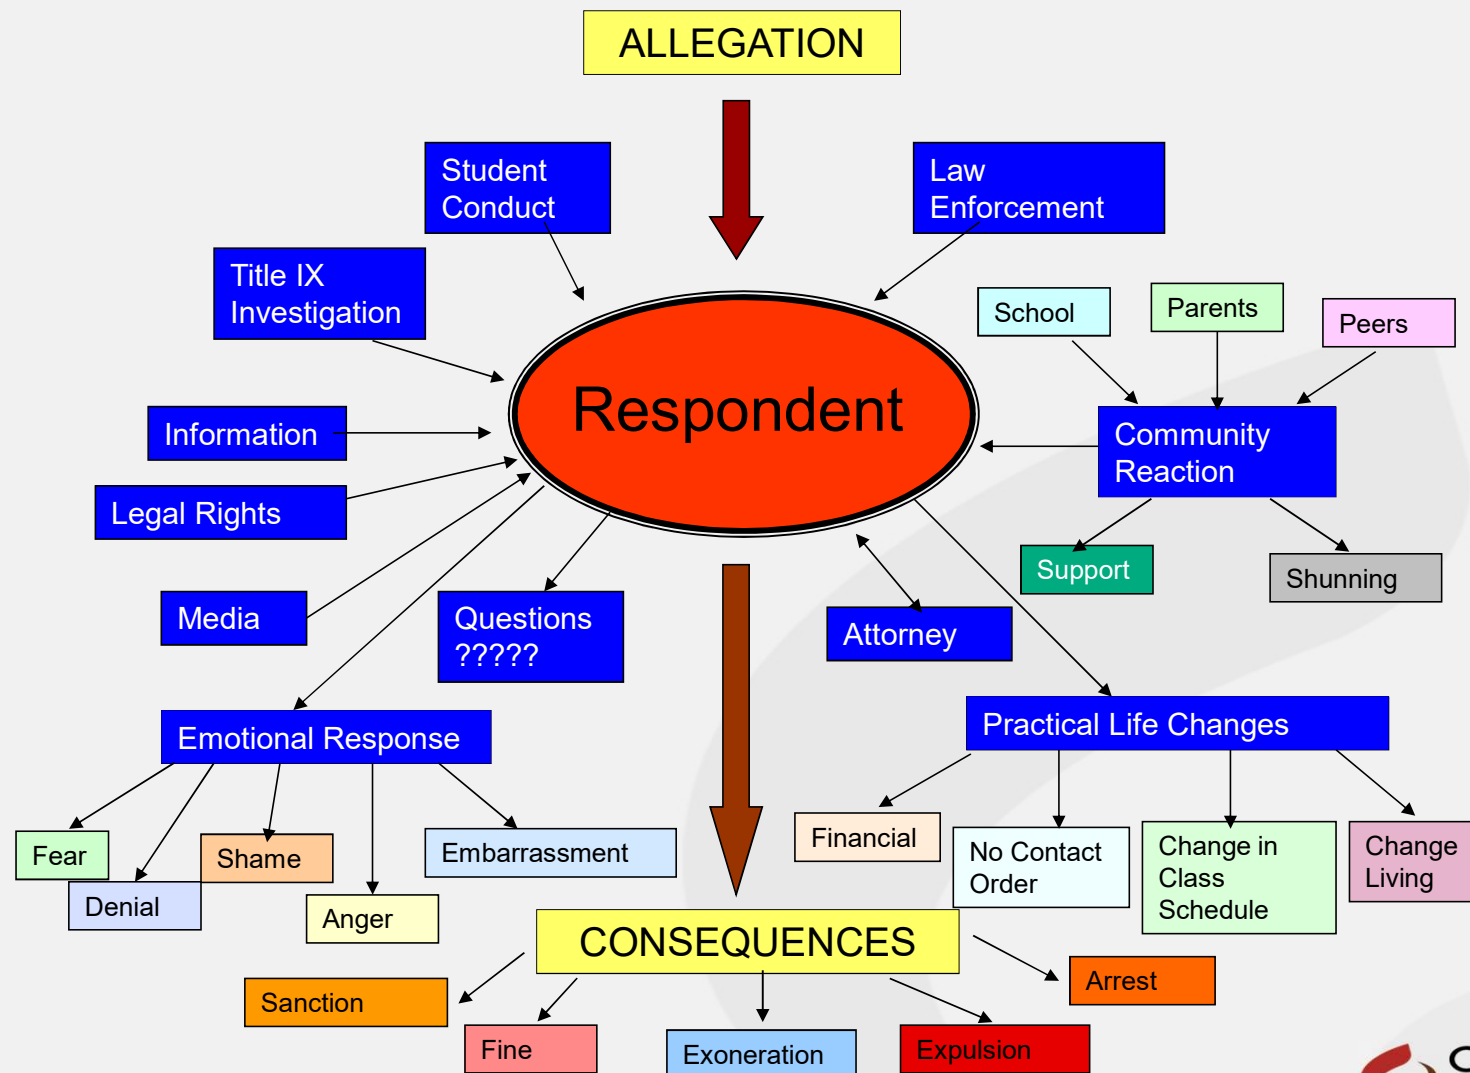 ALLEGATION
Student
Conduct
Law
Enforcement
Title IX
Investigation
School
Parents
Peers
Respondent
Information
Community
Reaction
Legal Rights
Support
Shunning
Media
Questions
?????
Attorney
Emotional Response
Practical Life Changes
Fear
Shame
Embarrassment
Denial
Anger
Financial
No Contact
Order
Change in
Class
Schedule
Change
Living
CONSEQUENCES
Sanction
Arrest
Fine
Exoneration
Expulsion